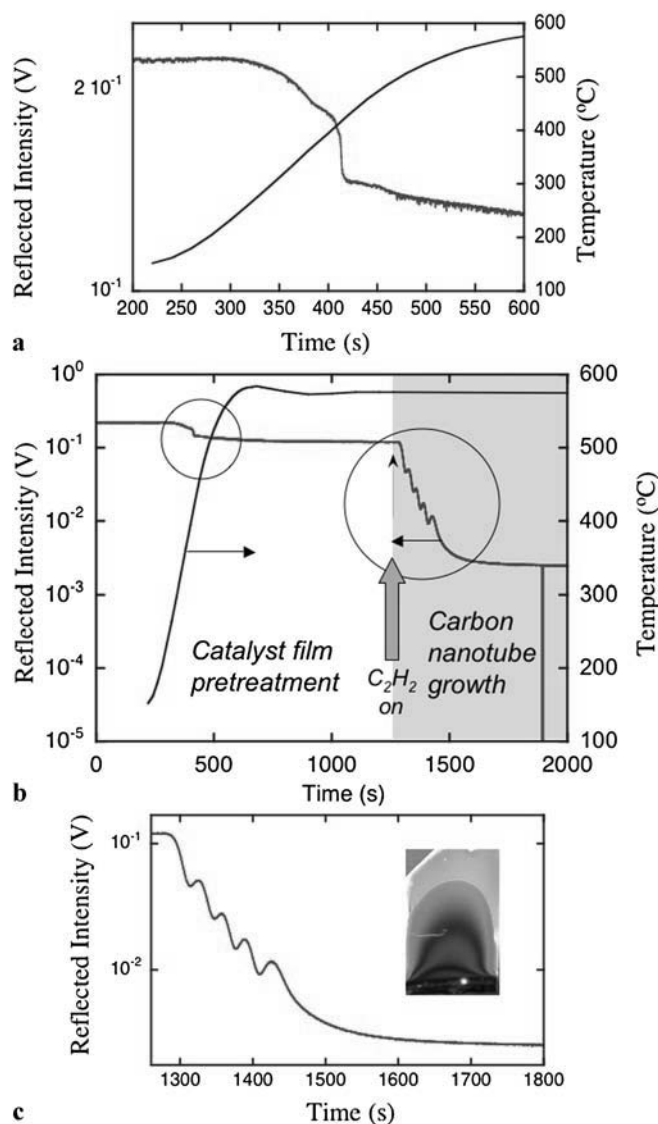 600
2 10⁻¹
500
400
300
200
10⁻¹
100
200 250 300 350 400 450 500 550 600
Reflected Intensity (V)
Temperature (ºC)
Time (s)
a
10⁰
10⁻¹
10⁻²
10⁻³
10⁻⁴
10⁻⁵
600
500
400
300
200
100
Reflected Intensity (V)
Temperature (ºC)
Catalyst film
pretreatment
C₂H₂
on
Carbon
nanotube
growth
0 500 1000 1500 2000
Time (s)
b
10⁻¹
10⁻²
Reflected Intensity (V)
1300 1400 1500 1600 1700 1800
Time (s)
c